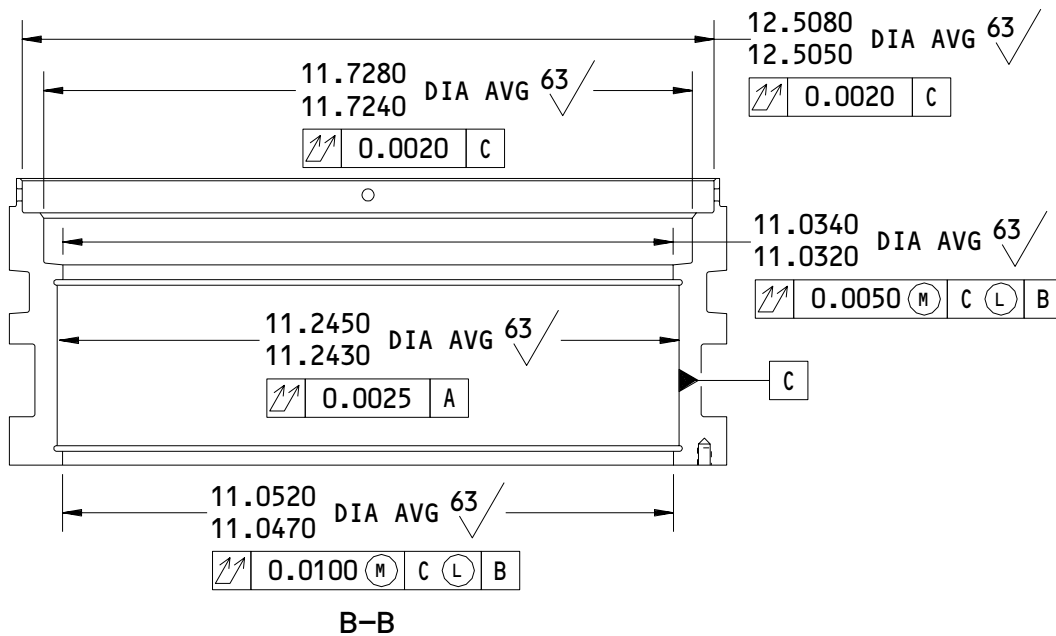 12.5080
12.5050
DIA AVG 63
0.0020 C
11.7280
11.7240
DIA AVG 63
0.0020 C
11.0340
11.0320
DIA AVG 63
0.0050 Ⓜ C Ⓛ B
11.2450
11.2430
DIA AVG 63
0.0025 A
C
11.0520
11.0470
DIA AVG 63
0.0100 Ⓜ C Ⓛ B
B-B